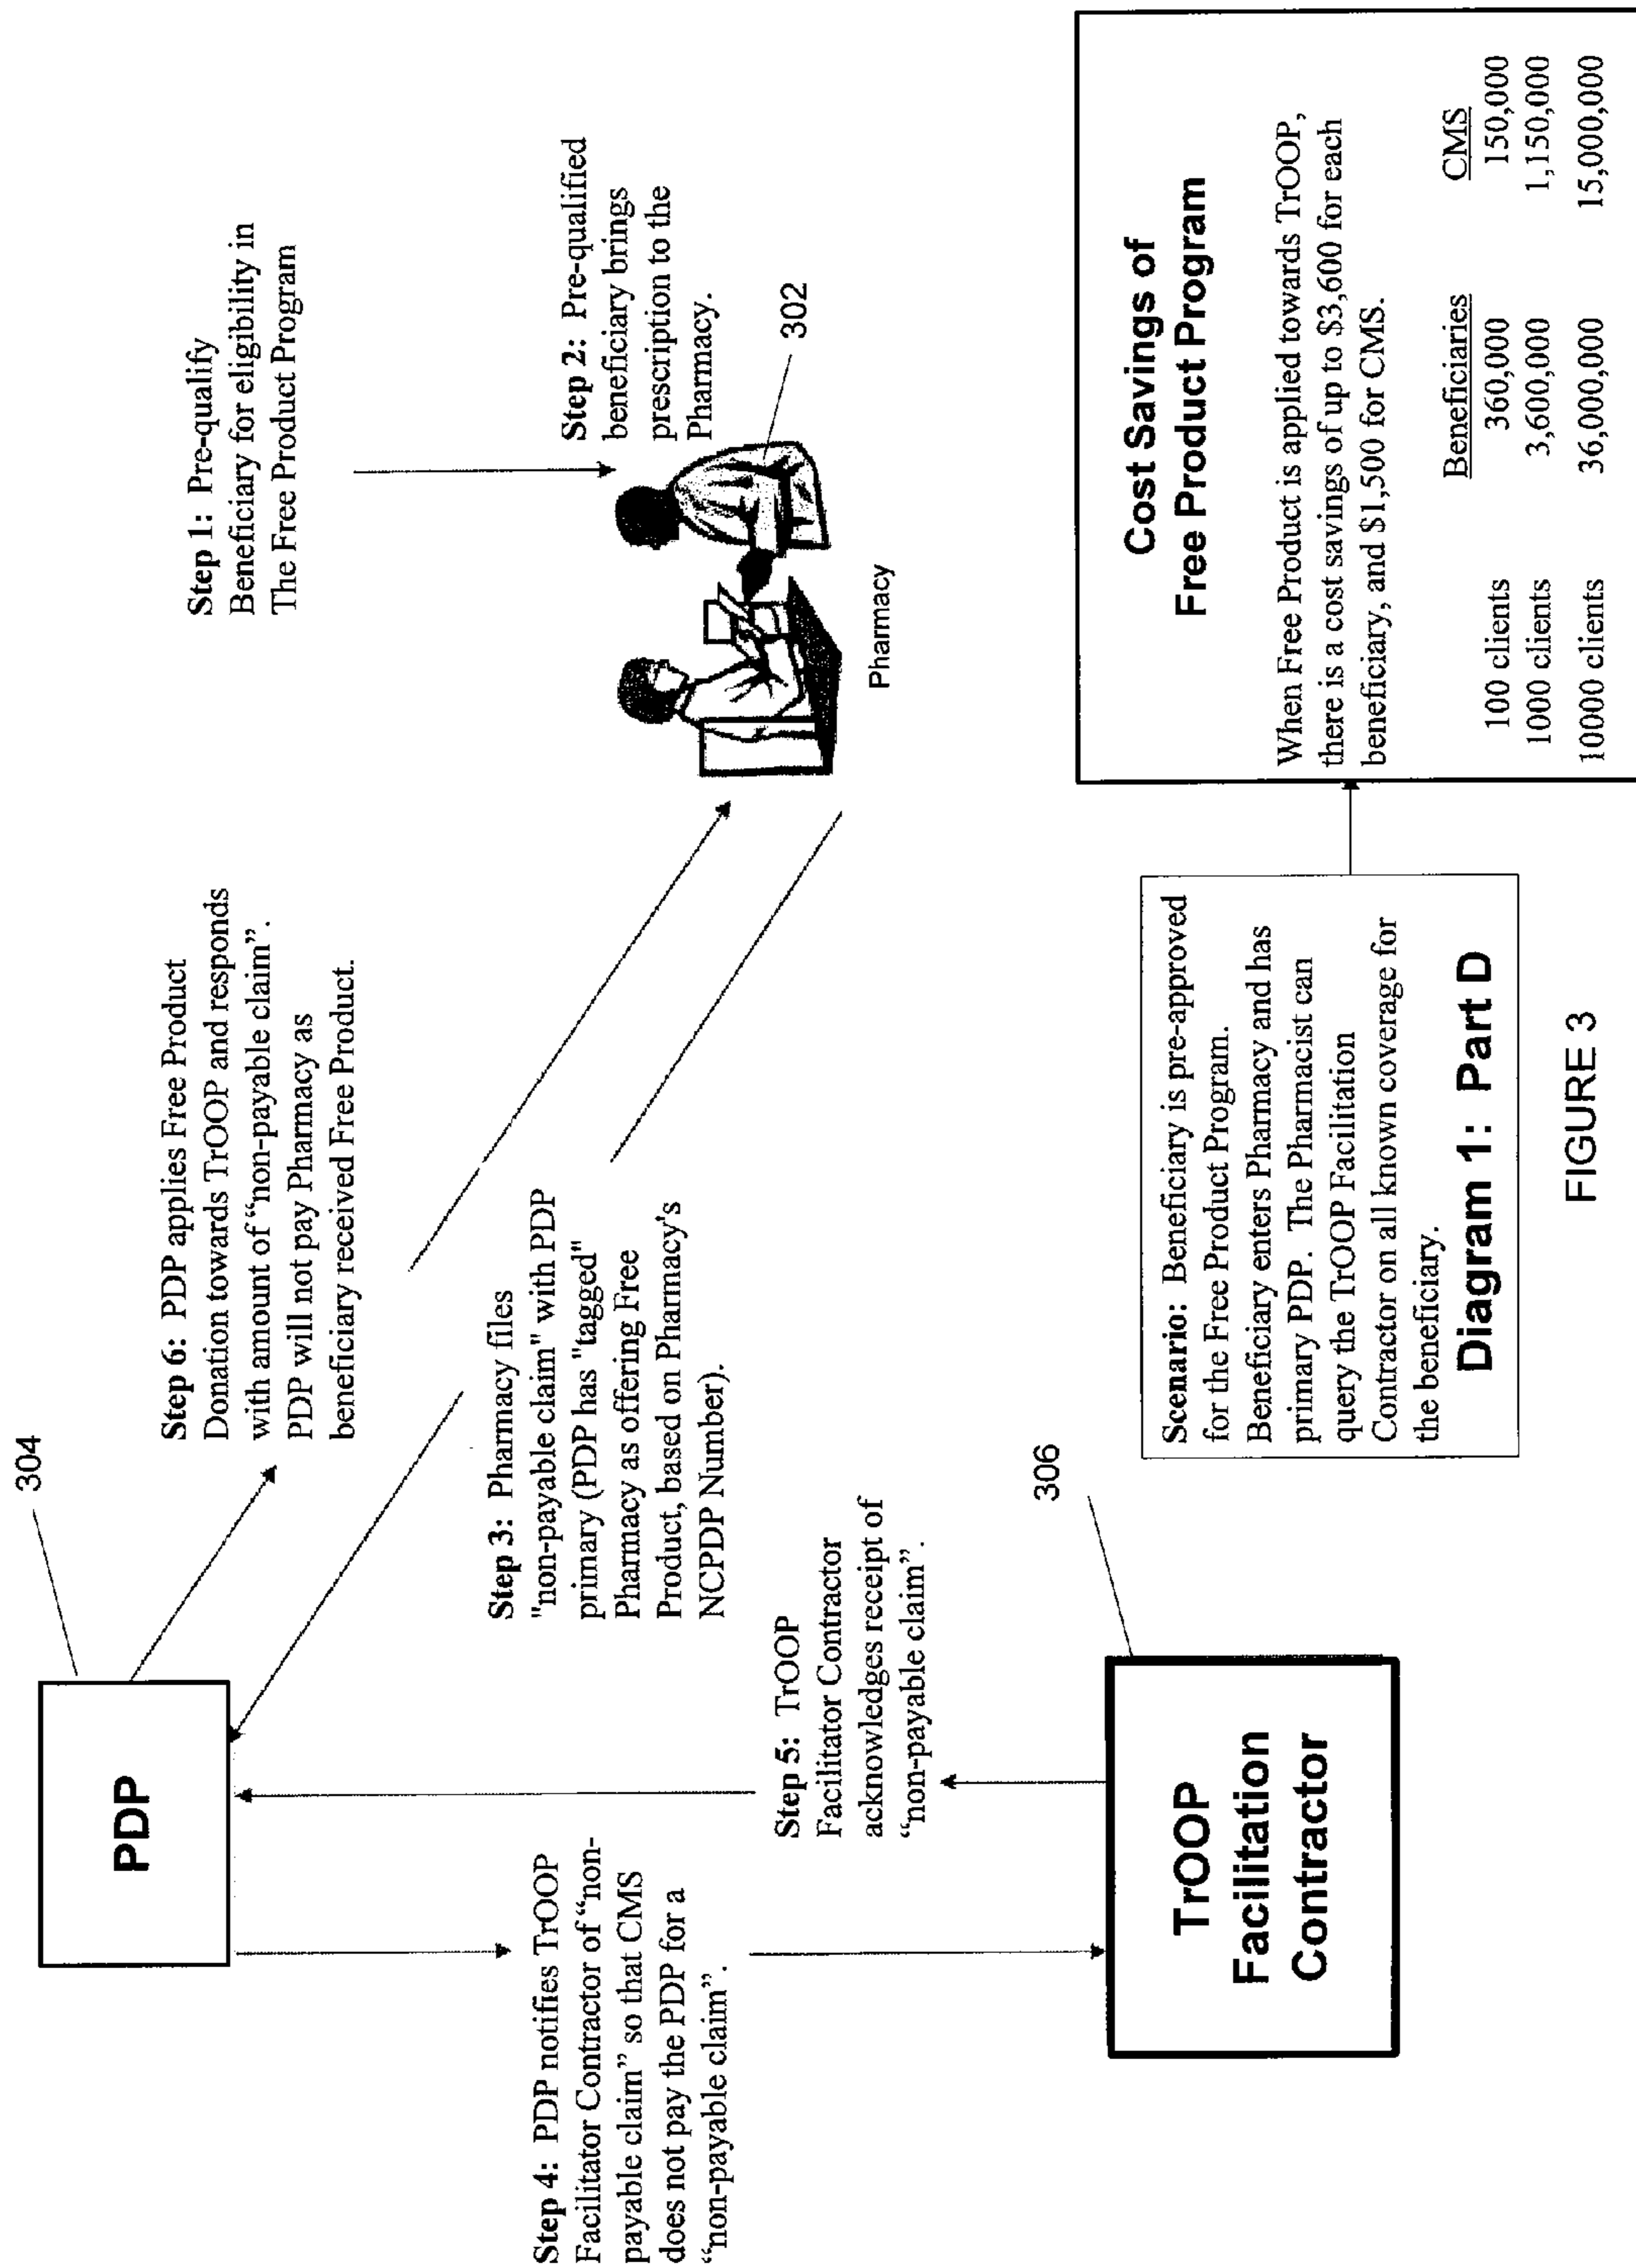 304
PDP
Step 1: Pre-qualify
Beneficiary for eligibility in
The Free Product Program
Step 2: Pre-qualified
beneficiary brings
prescription to the
Pharmacy.
302
Pharmacy
Step 6: PDP applies Free Product
Donation towards TrOOP and responds
with amount of “non-payable claim”.
PDP will not pay Pharmacy as
beneficiary received Free Product.
Step 3: Pharmacy files
"non-payable claim" with PDP
primary (PDP has "tagged"
Pharmacy as offering Free
Product, based on Pharmacy's
NCPDP Number).
Step 4: PDP notifies TrOOP
Facilitator Contractor of “non-
payable claim” so that CMS
does not pay the PDP for a
“non-payable claim”.
Step 5: TrOOP
Facilitator Contractor
acknowledges receipt of
“non-payable claim”.
306
TrOOP
Facilitation
Contractor
Scenario: Beneficiary is pre-approved
for the Free Product Program.
Beneficiary enters Pharmacy and has
primary PDP. The Pharmacist can
query the TrOOP Facilitation
Contractor on all known coverage for
the beneficiary.
Diagram 1: Part D
Cost Savings of
Free Product Program
When Free Product is applied towards TrOOP,
there is a cost savings of up to $3,600 for each
beneficiary, and $1,500 for CMS.
Beneficiaries CMS
100 clients 360,000 150,000
1000 clients 3,600,000 1,150,000
10000 clients 36,000,000 15,000,000
FIGURE 3